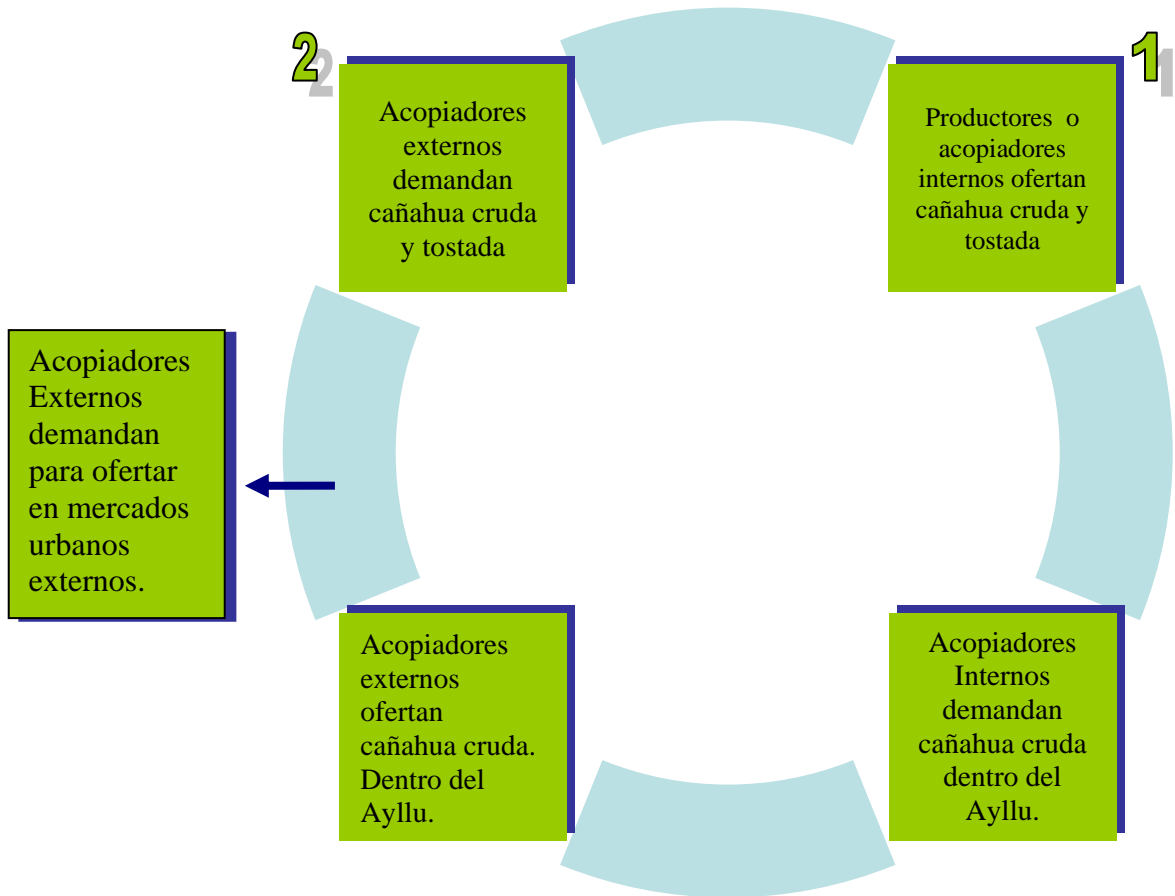 2
Acopiadores
externos
demandan
cañahua cruda
y tostada
1
Productores o
acopiadores
internos ofertan
cañahua cruda y
tostada
Acopiadores
Externos
demandan
para ofertar
en mercados
urbanos
externos.
Acopiadores
externos
ofertan
cañahua cruda.
Dentro del
Ayllu.
Acopiadores
Internos
demandan
cañahua cruda
dentro del
Ayllu.